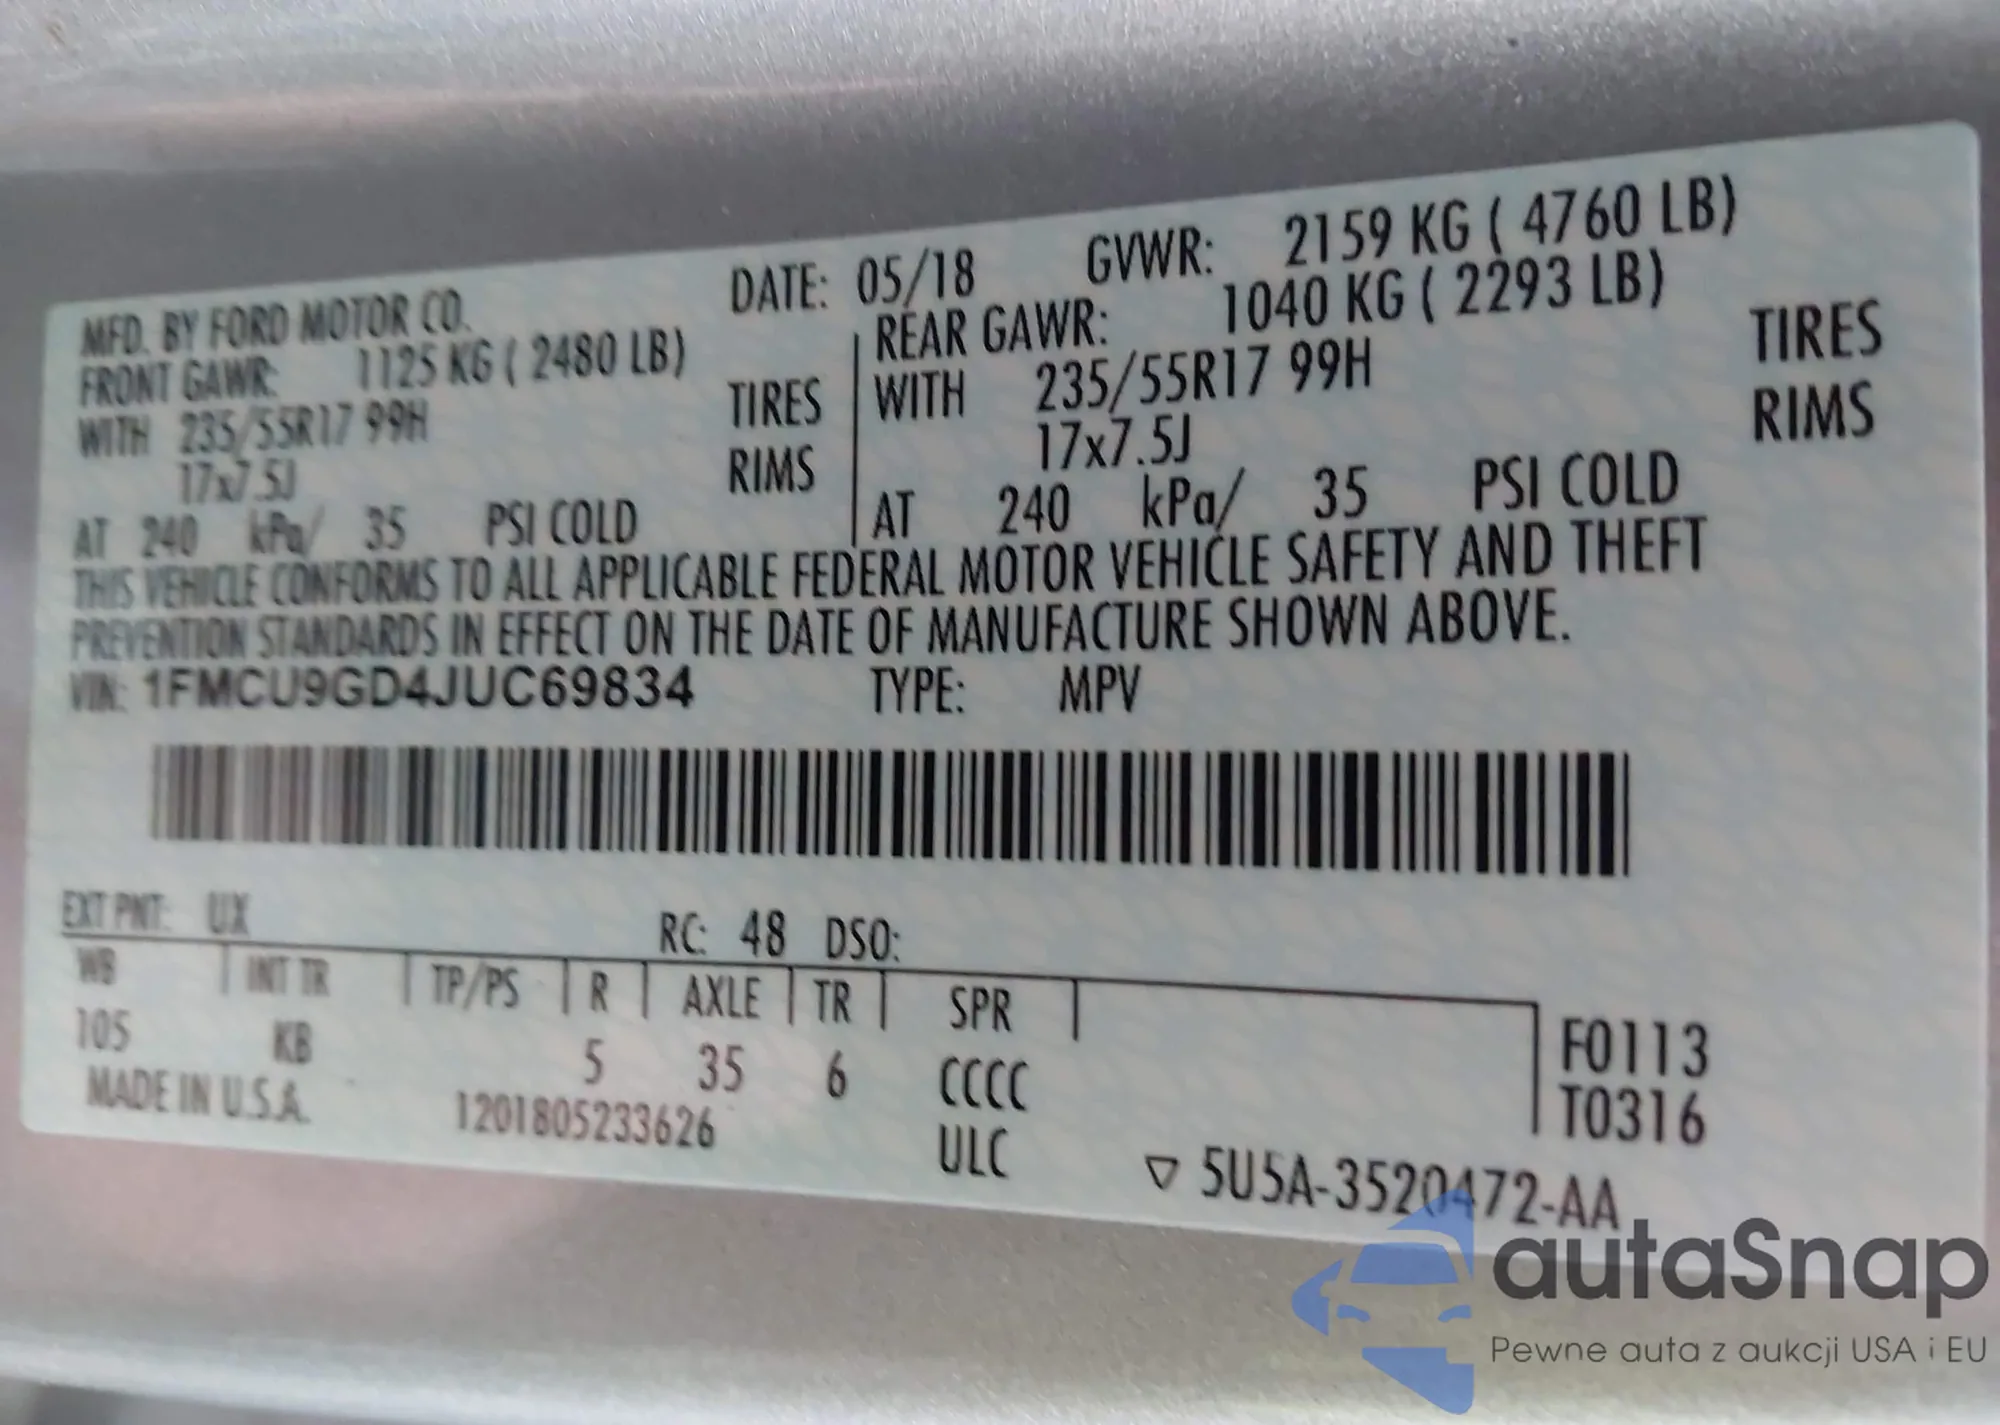 MFD. BY FORD MOTOR CO. DATE: 05/18 GVWR: 2159 KG ( 4760 LB)
FRONT GAWR: 1125 KG ( 2480 LB) REAR GAWR: 1040 KG ( 2293 LB)
WITH 235/55R17 99H TIRES WITH 235/55R17 99H TIRES
17x7.5J RIMS 17x7.5J RIMS
AT 240 kPa/ 35 PSI COLD AT 240 kPa/ 35 PSI COLD
THIS VEHICLE CONFORMS TO ALL APPLICABLE FEDERAL MOTOR VEHICLE SAFETY AND THEFT
PREVENTION STANDARDS IN EFFECT ON THE DATE OF MANUFACTURE SHOWN ABOVE.
VIN: 1FMCU9GD4JUC69834 TYPE: MPV
EXT PNT: UX RC: 48 DSO:
WB INT TR TP/PS R AXLE TR SPR
105 KB 5 35 6 CCCC F0113
MADE IN U.S.A. 1201805233626 ULC T0316
5U5A-3520472-AA
autaSnap
Pewne auta z aukcji USA i EU